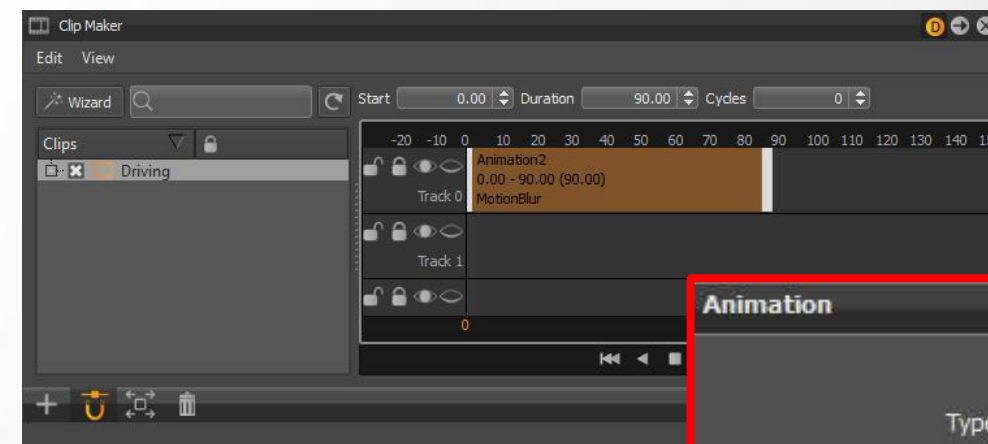 Clip Maker
D
Edit View
Wizard
Start 0.00 Duration 90.00 Cycles 0
Clips
Driving
-20 -10 0 10 20 30 40 50 60 70 80 90 100 110 120 130 140
Animation2
0.00 - 90.00 (90.00)
MotionBlur
Track 0
Track 1
0
Animation
Type